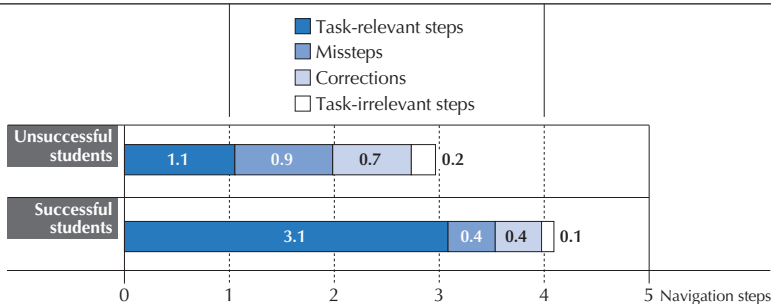 Task-relevant steps
Missteps
Corrections
Task-irrelevant steps
Unsuccessful
students
1.1 0.9 0.7 0.2
Successful
students
3.1 0.4 0.4 0.1
0 1 2 3 4 5 Navigation steps